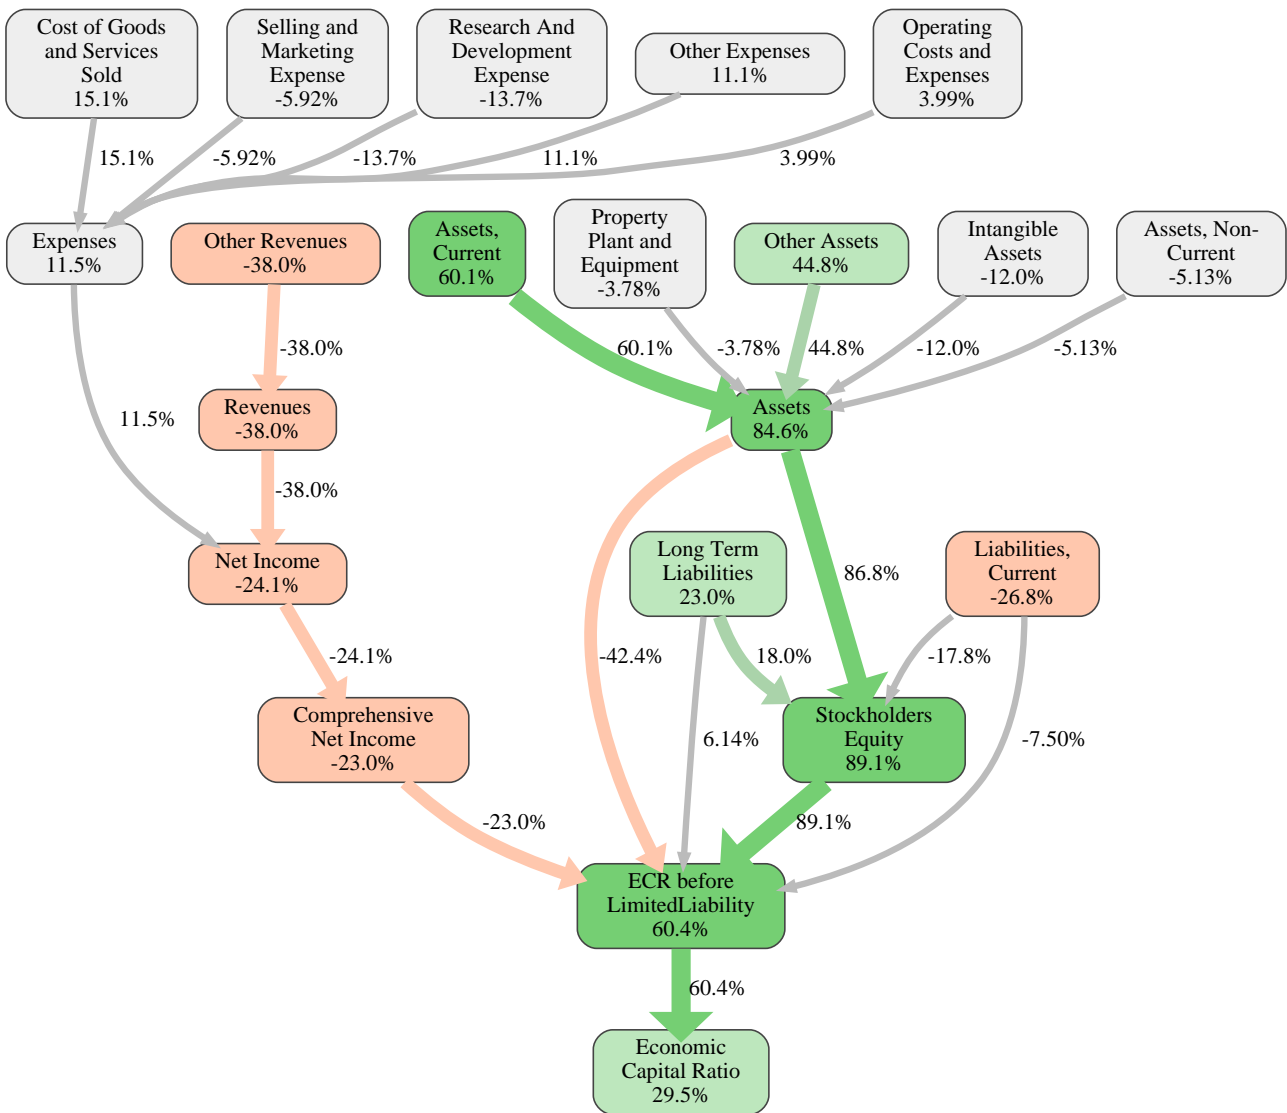 Cost of Goods
and Services
Sold
15.1%
Selling and
Marketing
Expense
-5.92%
Research And
Development
Expense
-13.7%
Other Expenses
11.1%
Operating
Costs and
Expenses
3.99%
15.1%
-5.92%
-13.7%
11.1%
3.99%
Expenses
11.5%
Other Revenues
-38.0%
Assets,
Current
60.1%
Property
Plant and
Equipment
-3.78%
Other Assets
44.8%
Intangible
Assets
-12.0%
Assets, Non-
Current
-5.13%
-38.0%
60.1%
-3.78%
44.8%
-12.0%
-5.13%
11.5%
Revenues
-38.0%
Assets
84.6%
-38.0%
Net Income
-24.1%
Long Term
Liabilities
23.0%
86.8%
Liabilities,
Current
-26.8%
-24.1%
-42.4%
18.0%
-17.8%
Comprehensive
Net Income
-23.0%
6.14%
Stockholders
Equity
89.1%
-7.50%
-23.0%
89.1%
ECR before
LimitedLiability
60.4%
60.4%
Economic
Capital Ratio
29.5%